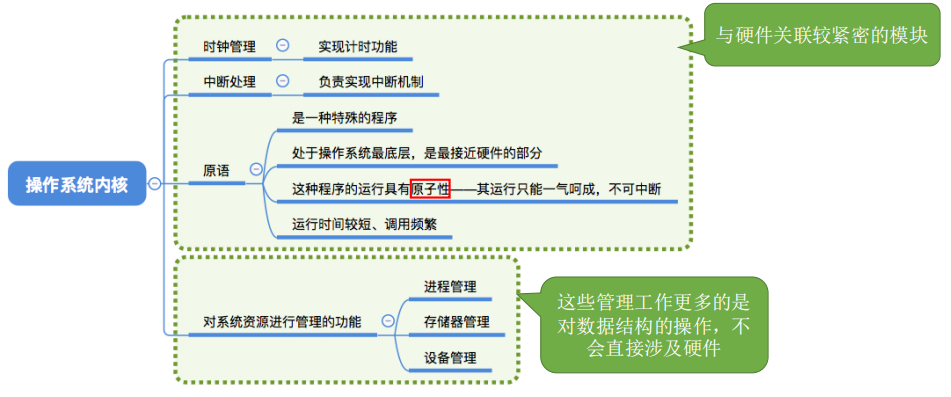 与硬件关联较紧密的模块
时钟管理
实现计时功能
中断处理
负责实现中断机制
是一种特殊的程序
处于操作系统最底层，是最接近硬件的部分
原语
这种程序的运行具有原子性——其运行只能一气呵成，不可中断
运行时间较短、调用频繁
操作系统内核
对系统资源进行管理的功能
进程管理
存储器管理
设备管理
这些管理工作更多的是
对数据结构的操作，不
会直接涉及硬件